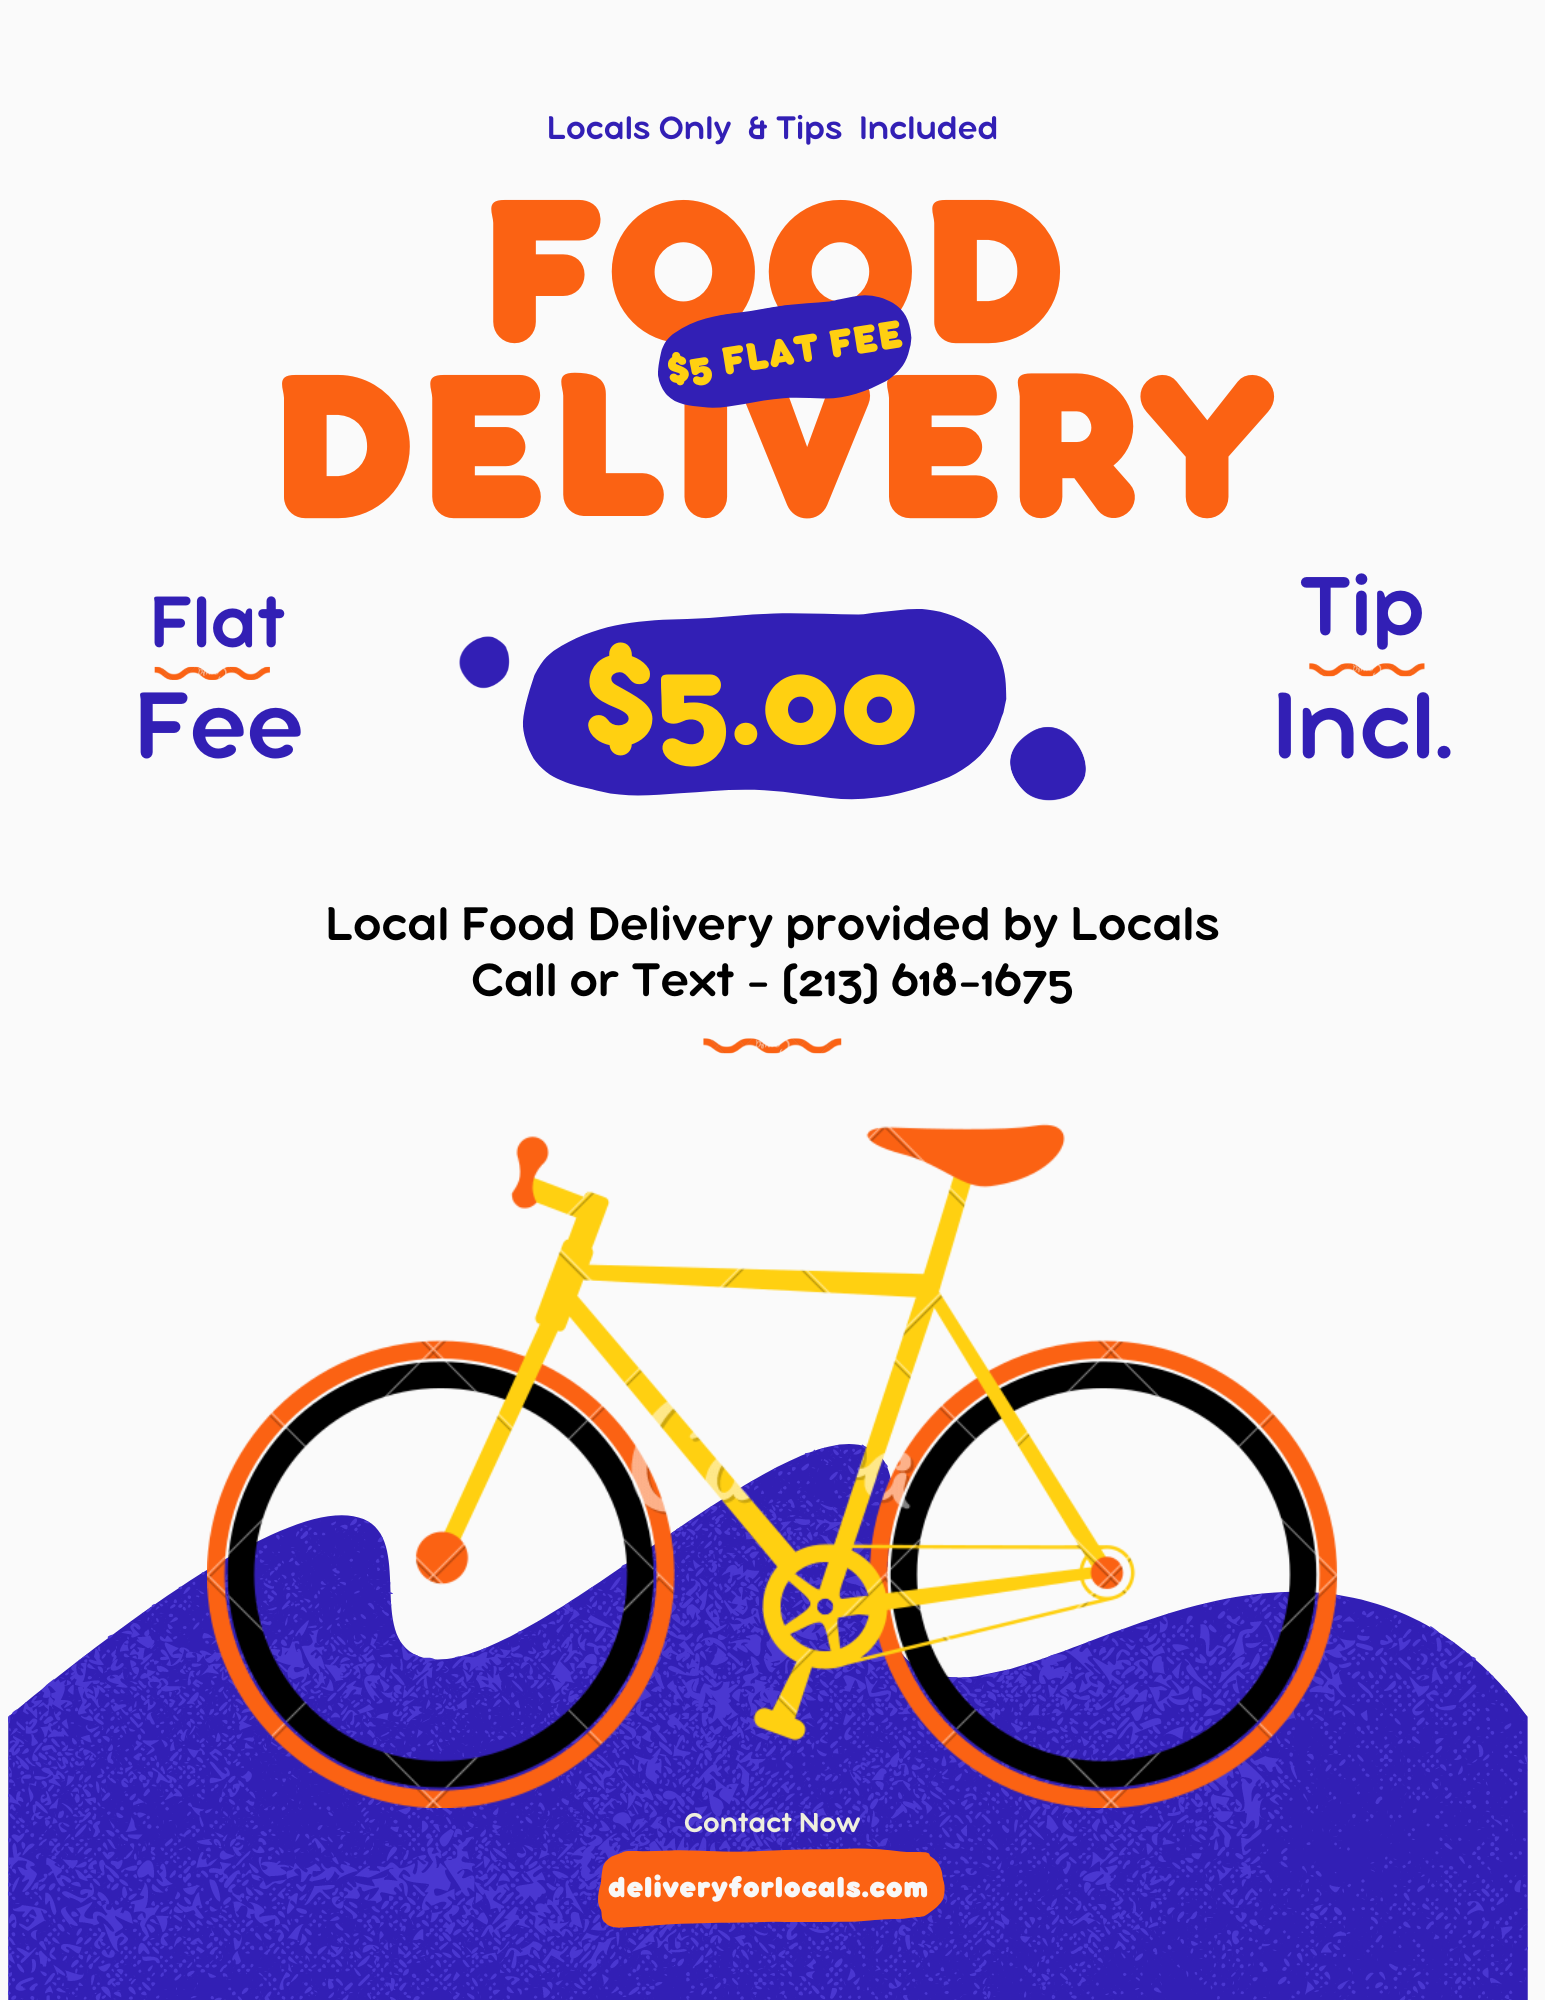 Locals Only & Tips Included
FOOD
$5 FLAT FEE
DELIVERY
Flat
Fee
$5.00
Tip
Incl.
Local Food Delivery provided by Locals
Call or Text - (213) 618-1675
Contact Now
deliveryforlocals.com